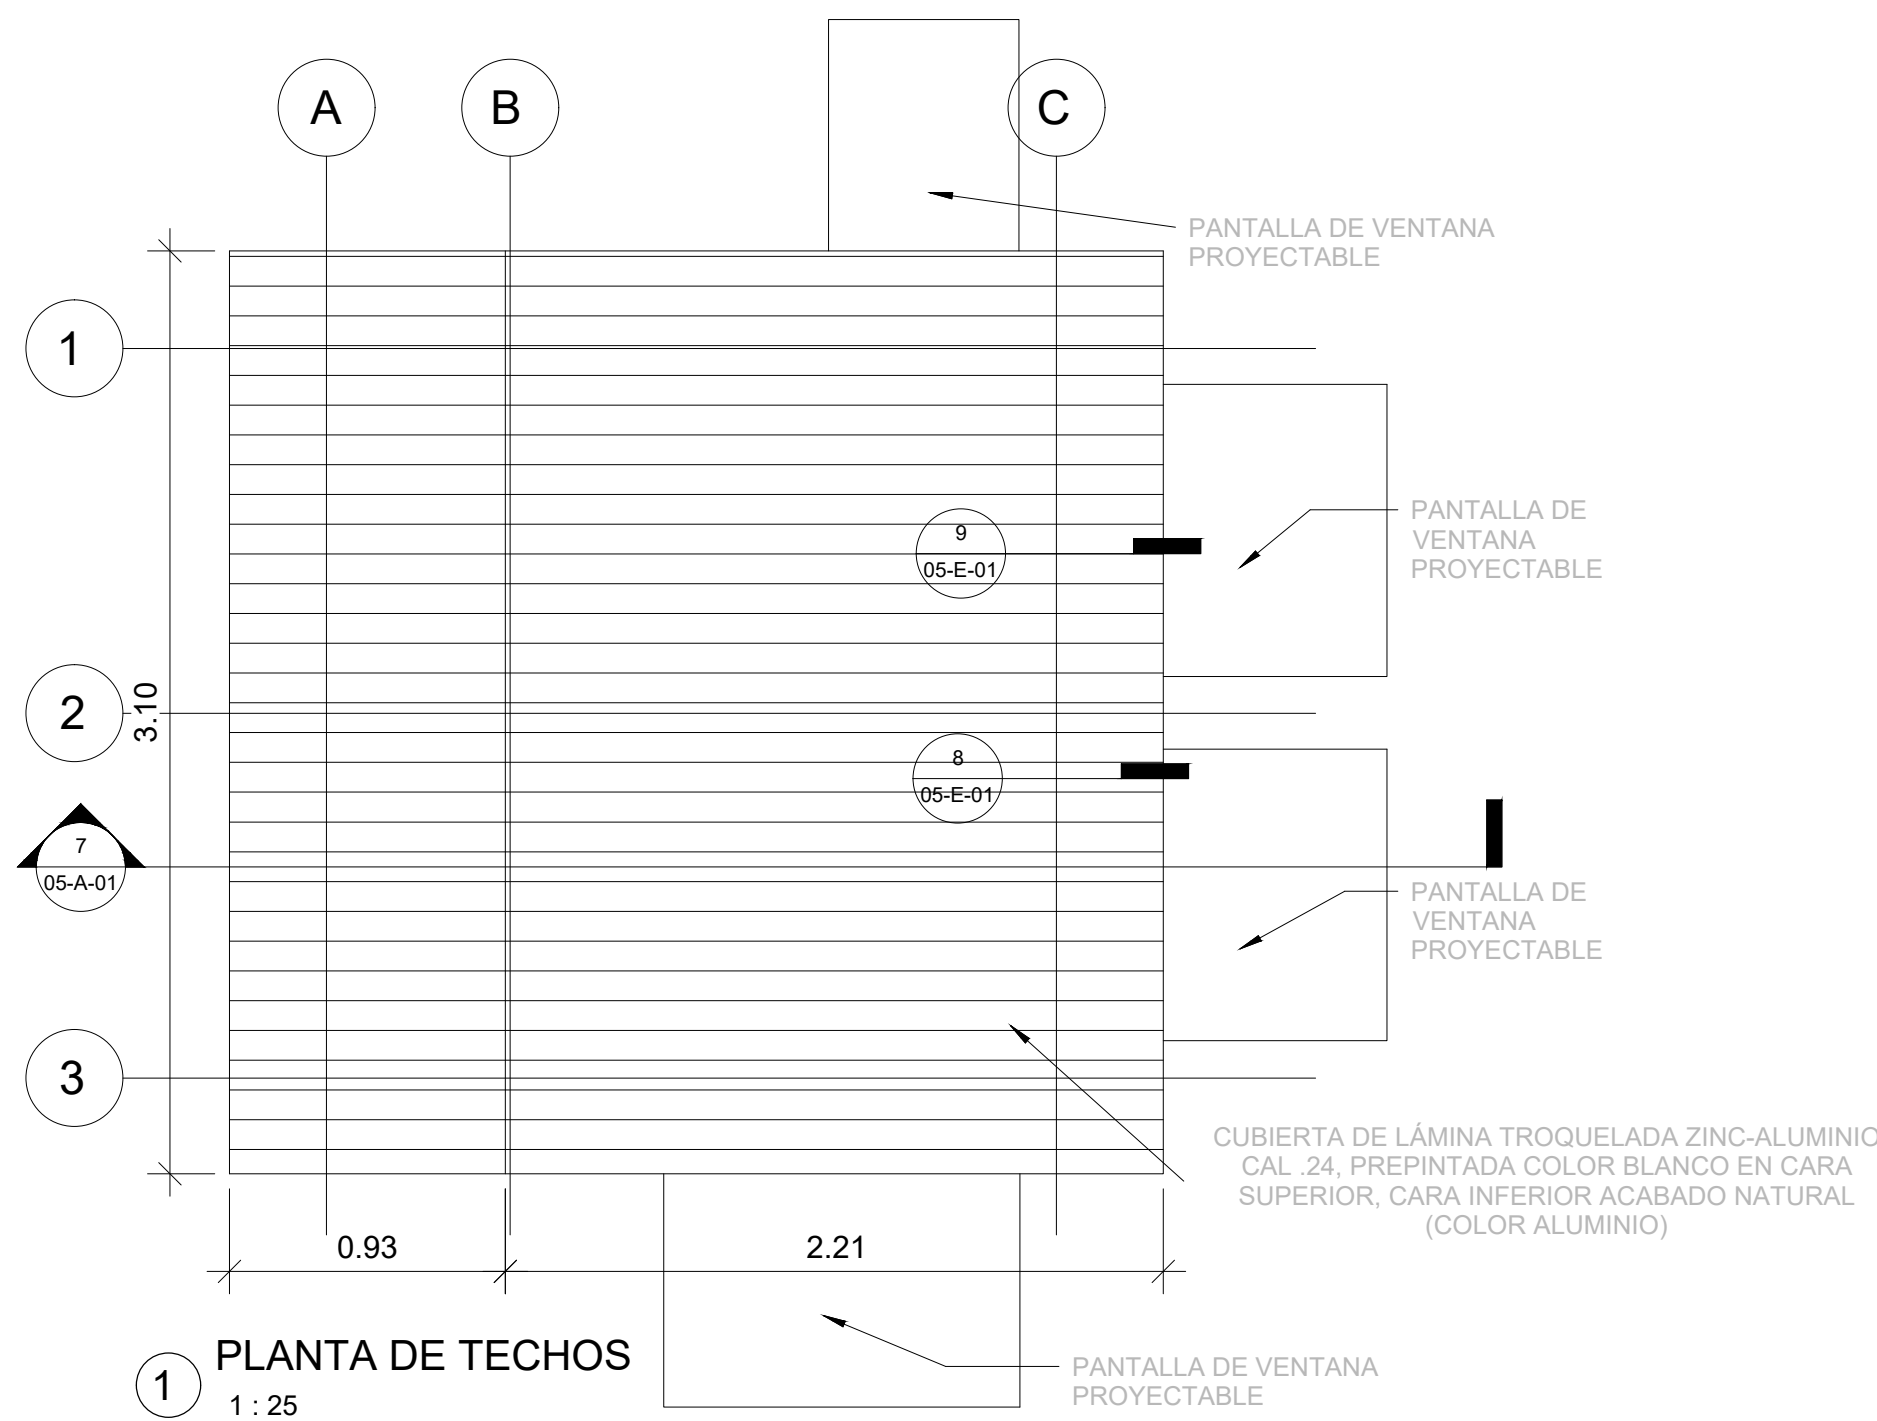 A
B
C
PANTALLA DE VENTANA
PROYECTABLE
1
PANTALLA DE
VENTANA
PROYECTABLE
9
05-E-01
2
3.10
8
05-E-01
7
05-A-01
PANTALLA DE
VENTANA
PROYECTABLE
3
CUBIERTA DE LÁMINA TROQUELADA ZINC-ALUMINIO
CAL .24, PREPINTADA COLOR BLANCO EN CARA
SUPERIOR, CARA INFERIOR ACABADO NATURAL
(COLOR ALUMINIO)
0.93
2.21
1
PLANTA DE TECHOS
1 : 25
PANTALLA DE VENTANA
PROYECTABLE